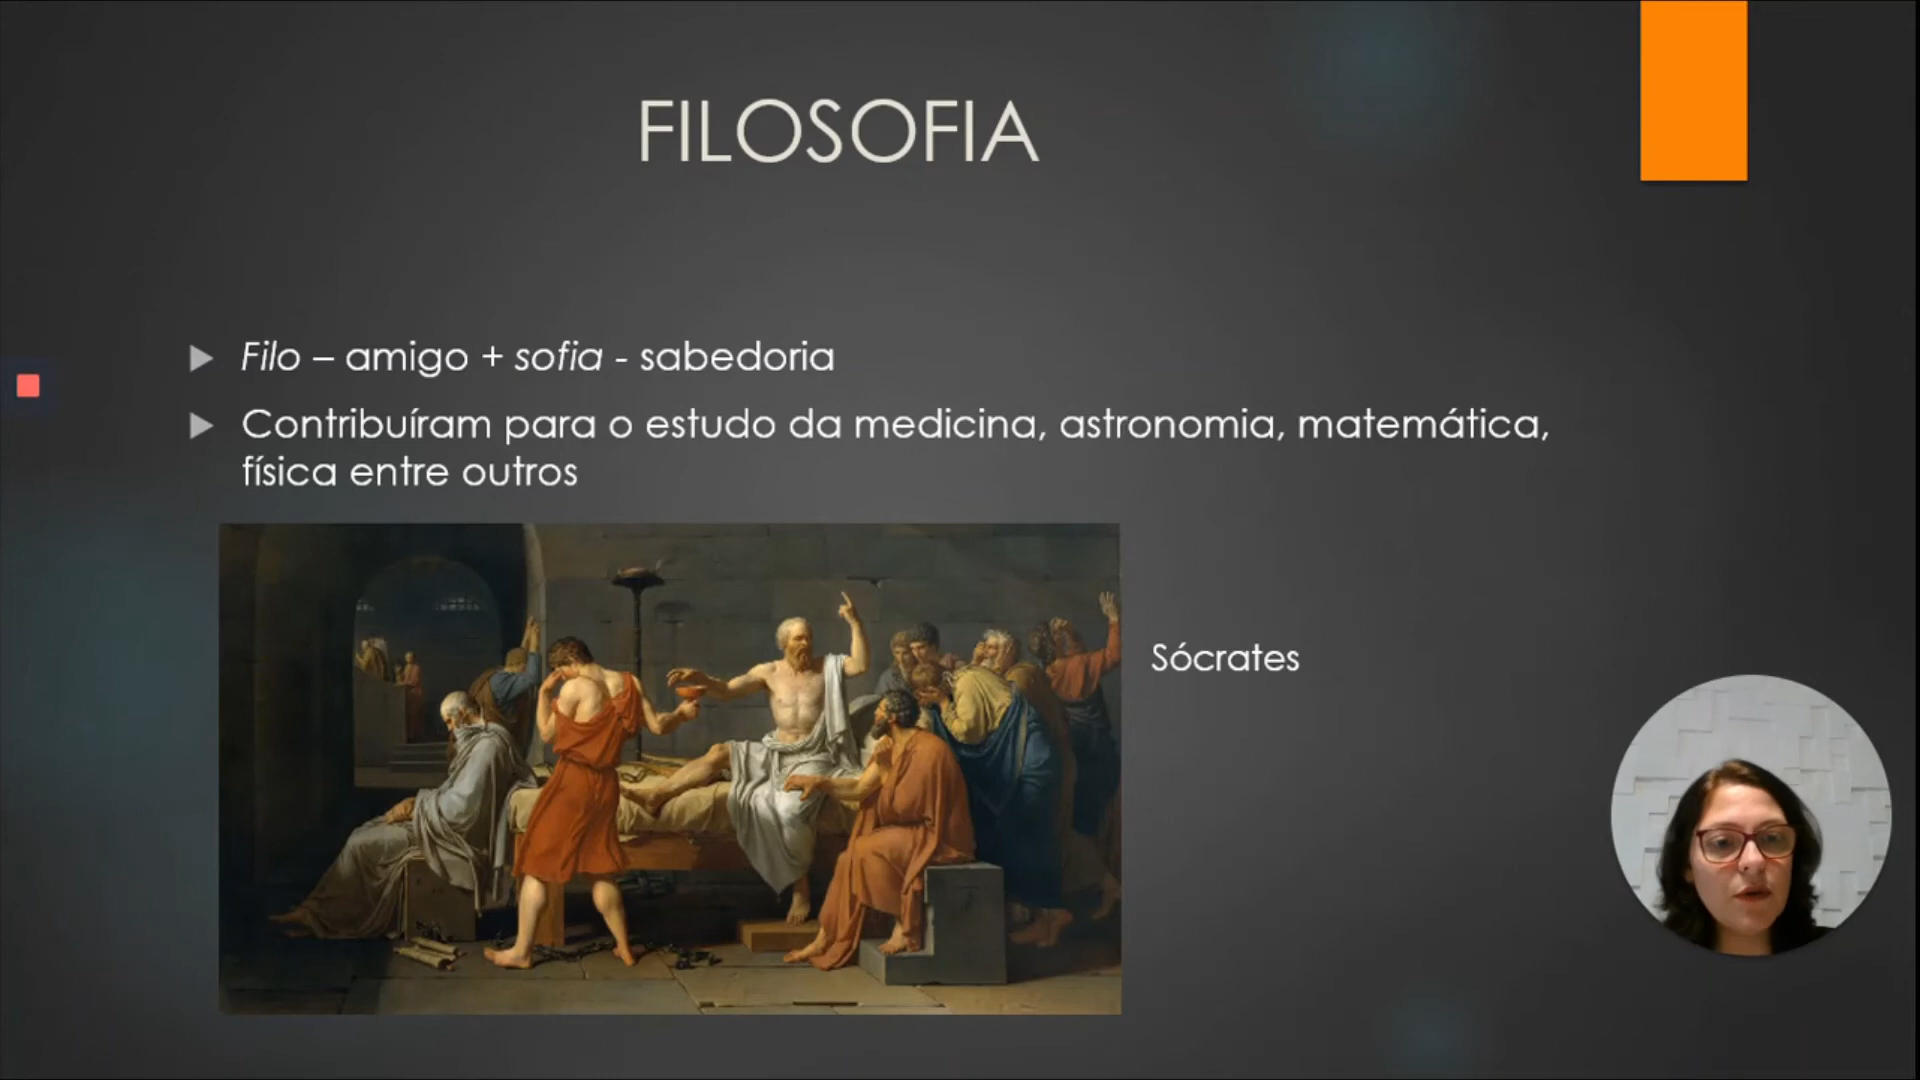 FILOSOFIA
Filo – amigo + sofia - sabedoria
Contribuíram para o estudo da medicina, astronomia, matemática,
física entre outros
Sócrates